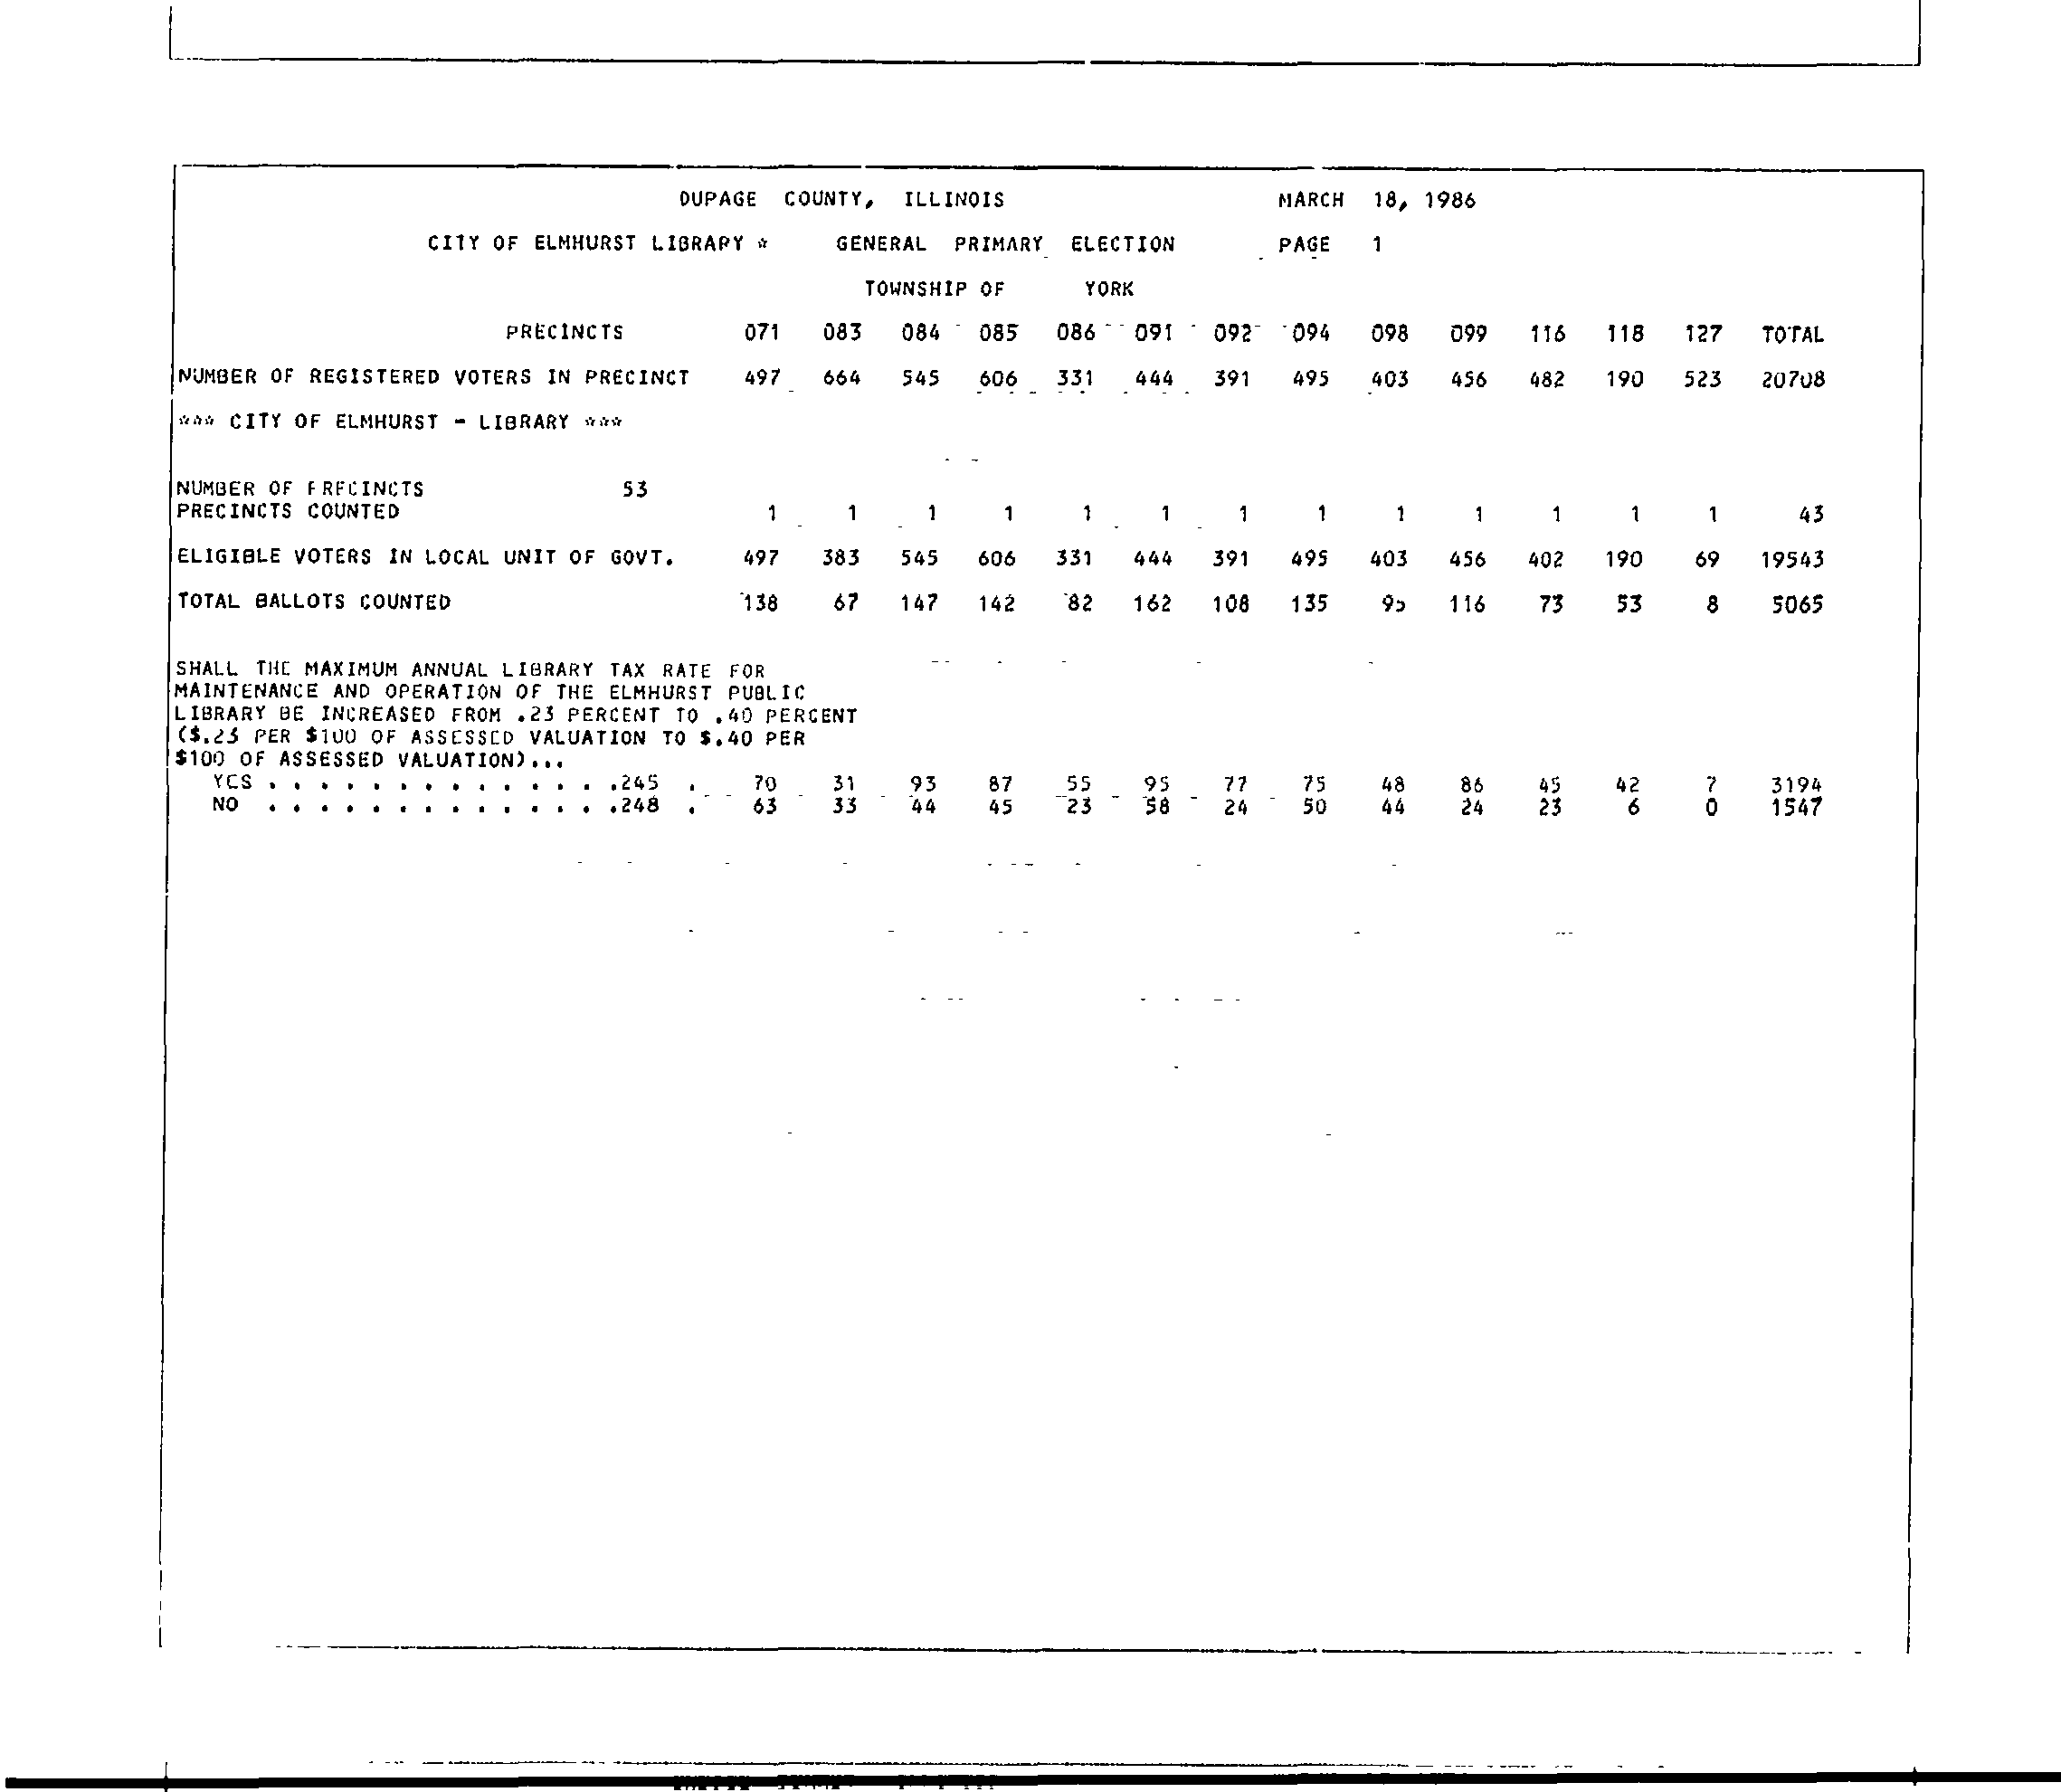 DUPAGE COUNTY, ILLINOIS MARCH 18, 1986
CITY OF ELMHURST LIBRARY * GENERAL PRIMARY ELECTION PAGE 1
TOWNSHIP OF YORK
PRECINCTS 071 083 084 085 086 091 092 094 098 099 116 118 127 TOTAL
NUMBER OF REGISTERED VOTERS IN PRECINCT 497 664 545 606 331 444 391 495 403 456 482 190 523 20708
*** CITY OF ELMHURST - LIBRARY ***
NUMBER OF PRECINCTS 53
PRECINCTS COUNTED 1 1 1 1 1 1 1 1 1 1 1 1 1 43
ELIGIBLE VOTERS IN LOCAL UNIT OF GOVT. 497 383 545 606 331 444 391 495 403 456 402 190 69 19543
TOTAL BALLOTS COUNTED 138 67 147 142 82 162 108 135 95 116 73 53 8 5065
SHALL THE MAXIMUM ANNUAL LIBRARY TAX RATE FOR
MAINTENANCE AND OPERATION OF THE ELMHURST PUBLIC
LIBRARY BE INCREASED FROM .23 PERCENT TO .40 PERCENT
($.23 PER $100 OF ASSESSED VALUATION TO $.40 PER
$100 OF ASSESSED VALUATION)...
YES . . . . . . . . . . . . . .245 . 70 31 93 87 55 95 77 75 48 86 45 42 7 3194
NO . . . . . . . . . . . . . .248 . 63 33 44 45 23 58 24 50 44 24 23 6 0 1547